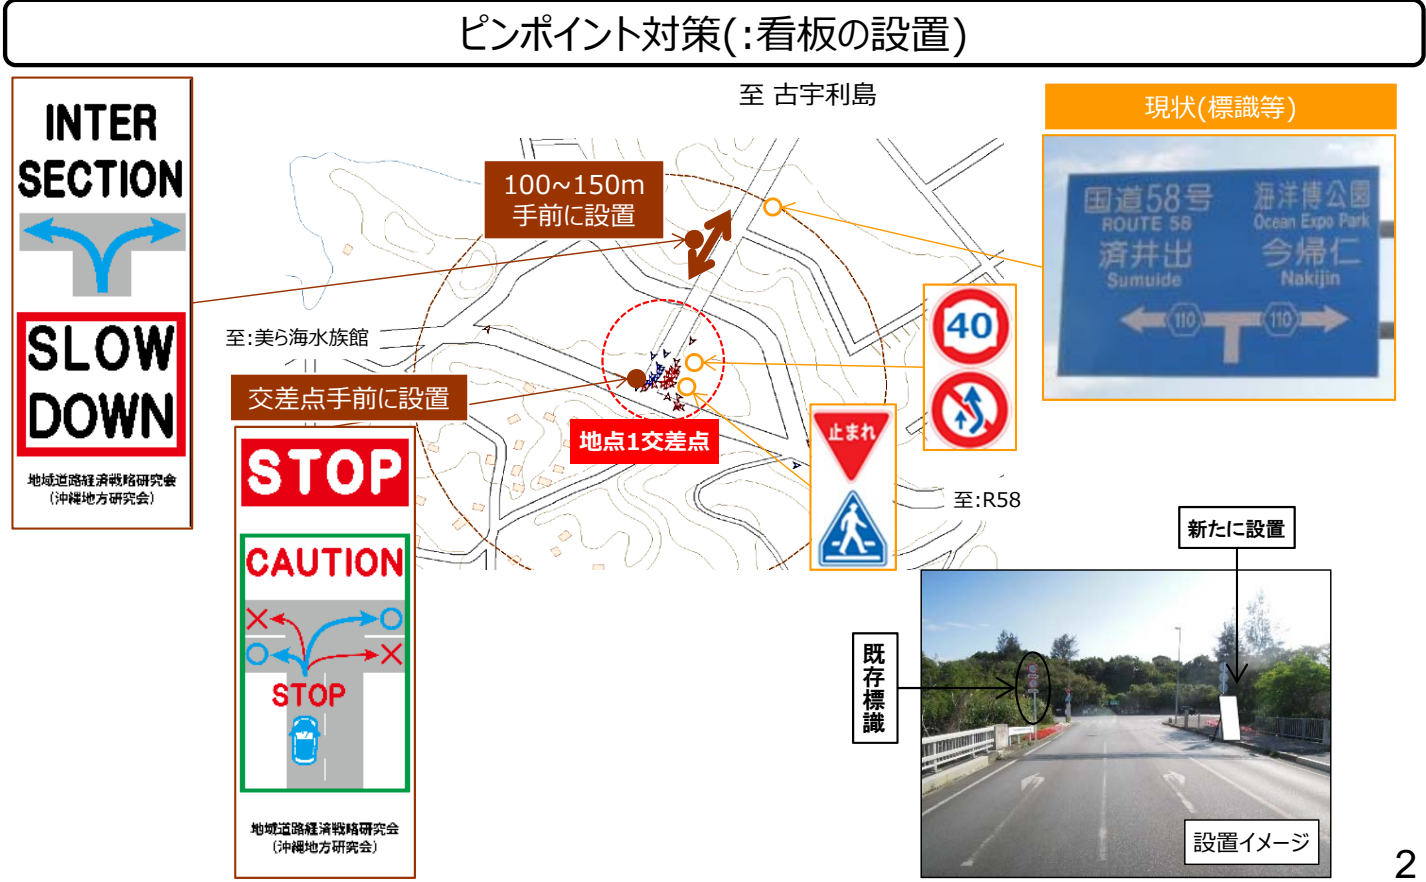 ピンポイント対策(:看板の設置)
INTER
SECTION
SLOW
DOWN
地域道路経済戦略研究会
(沖縄地方研究会)
至 古宇利島
100~150m
手前に設置
至:美ら海水族館
交差点手前に設置
地点1交差点
STOP
CAUTION
STOP
地域道路経済戦略研究会
(沖縄地方研究会)
現状(標識等)
国道58号
ROUTE 58
済井出
Sumuide
海洋博公園
Ocean Expo Park
今帰仁
Nakijin
110
110
40
止まれ
至:R58
新たに設置
既存標識
設置イメージ
2